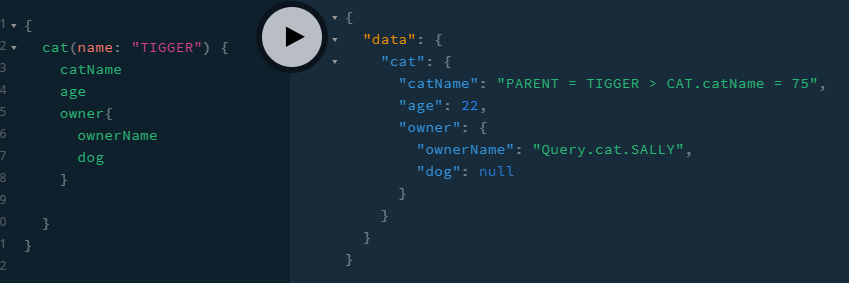 1 {
2 cat(name: "TIGGER") {
3 catName
4 age
5 owner{
6 ownerName
7 dog
8 }
9
0 }
1 }
2
{
"data": {
"cat": {
"catName": "PARENT = TIGGER > CAT.catName = 75",
"age": 22,
"owner": {
"ownerName": "Query.cat.SALLY",
"dog": null
}
}
}
}